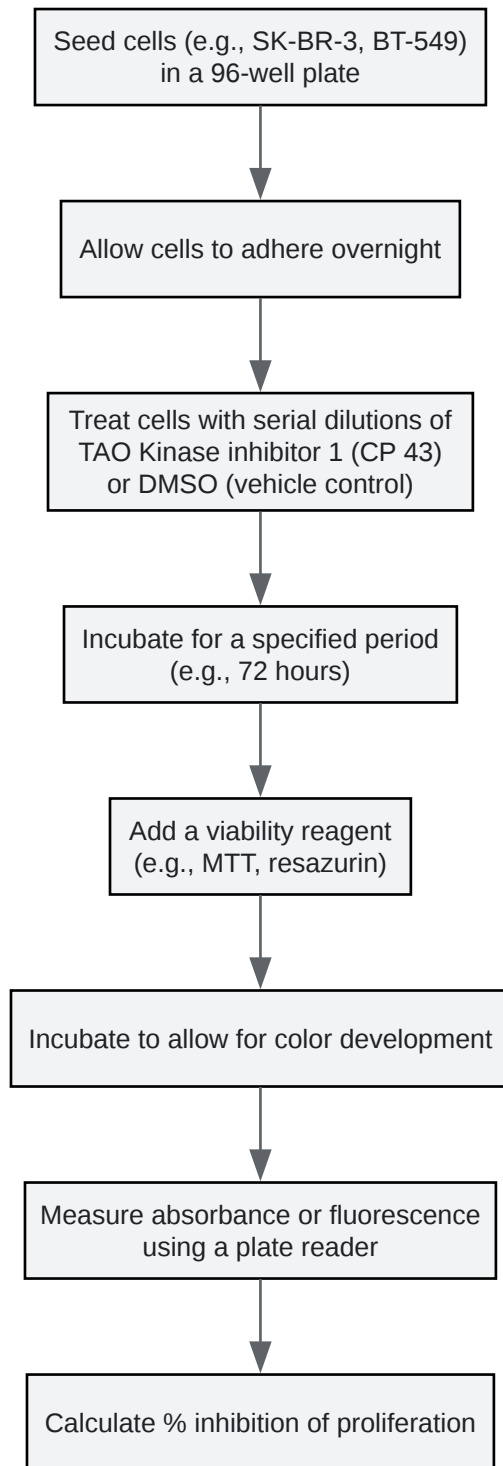 Seed cells (e.g., SK-BR-3, BT-549)
in a 96-well plate
Allow cells to adhere overnight
Treat cells with serial dilutions of
TAO Kinase inhibitor 1 (CP 43)
or DMSO (vehicle control)
Incubate for a specified period
(e.g., 72 hours)
Add a viability reagent
(e.g., MTT, resazurin)
Incubate to allow for color development
Measure absorbance or fluorescence
using a plate reader
Calculate % inhibition of proliferation